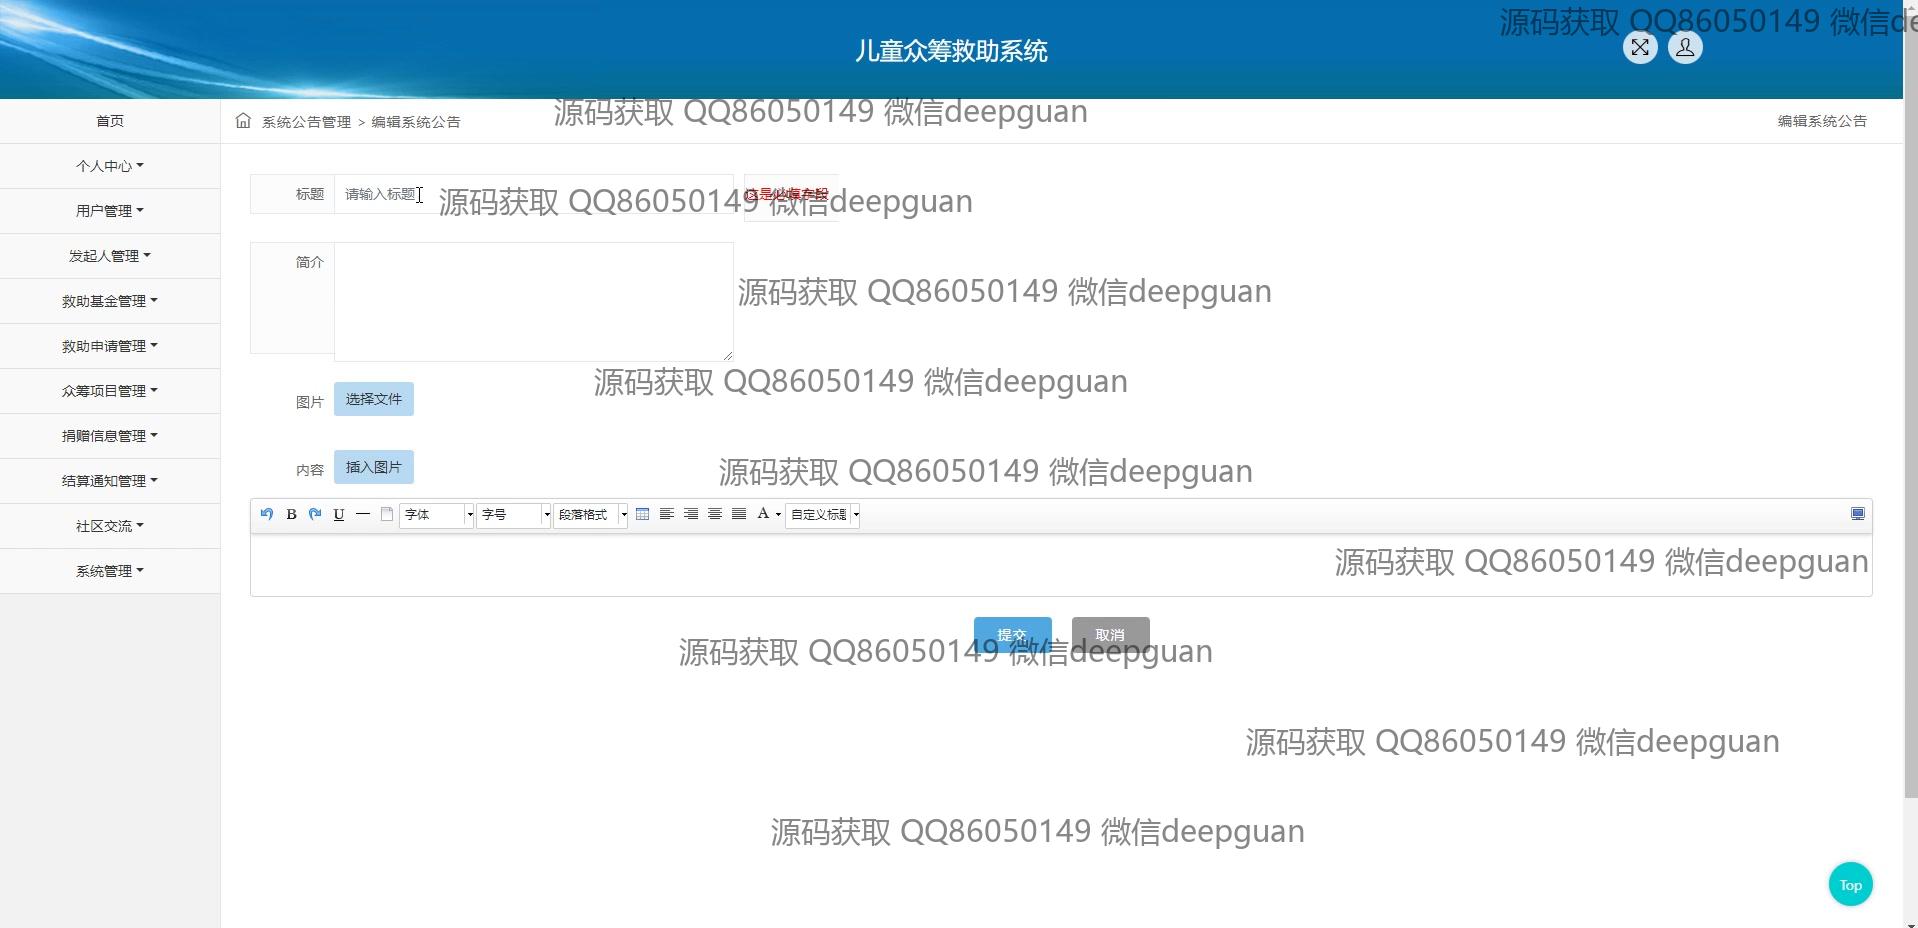 源码获取 QQ86050149 微信de
儿童众筹救助系统
首页
系统公告管理 > 编辑系统公告
源码获取 QQ86050149 微信deepguan
编辑系统公告
个人中心
标题
请输入标题
源码获取 QQ86050149 微信deepguan
这是必填字段
用户管理
发起人管理
简介
源码获取 QQ86050149 微信deepguan
救助基金管理
救助申请管理
源码获取 QQ86050149 微信deepguan
众筹项目管理
图片
选择文件
捐赠信息管理
内容
插入图片
源码获取 QQ86050149 微信deepguan
结算通知管理
B U 字体 字号 段落格式 A 自定义标题
社区交流
源码获取 QQ86050149 微信deepguan
系统管理
提交
取消
源码获取 QQ86050149 微信deepguan
源码获取 QQ86050149 微信deepguan
源码获取 QQ86050149 微信deepguan
Top